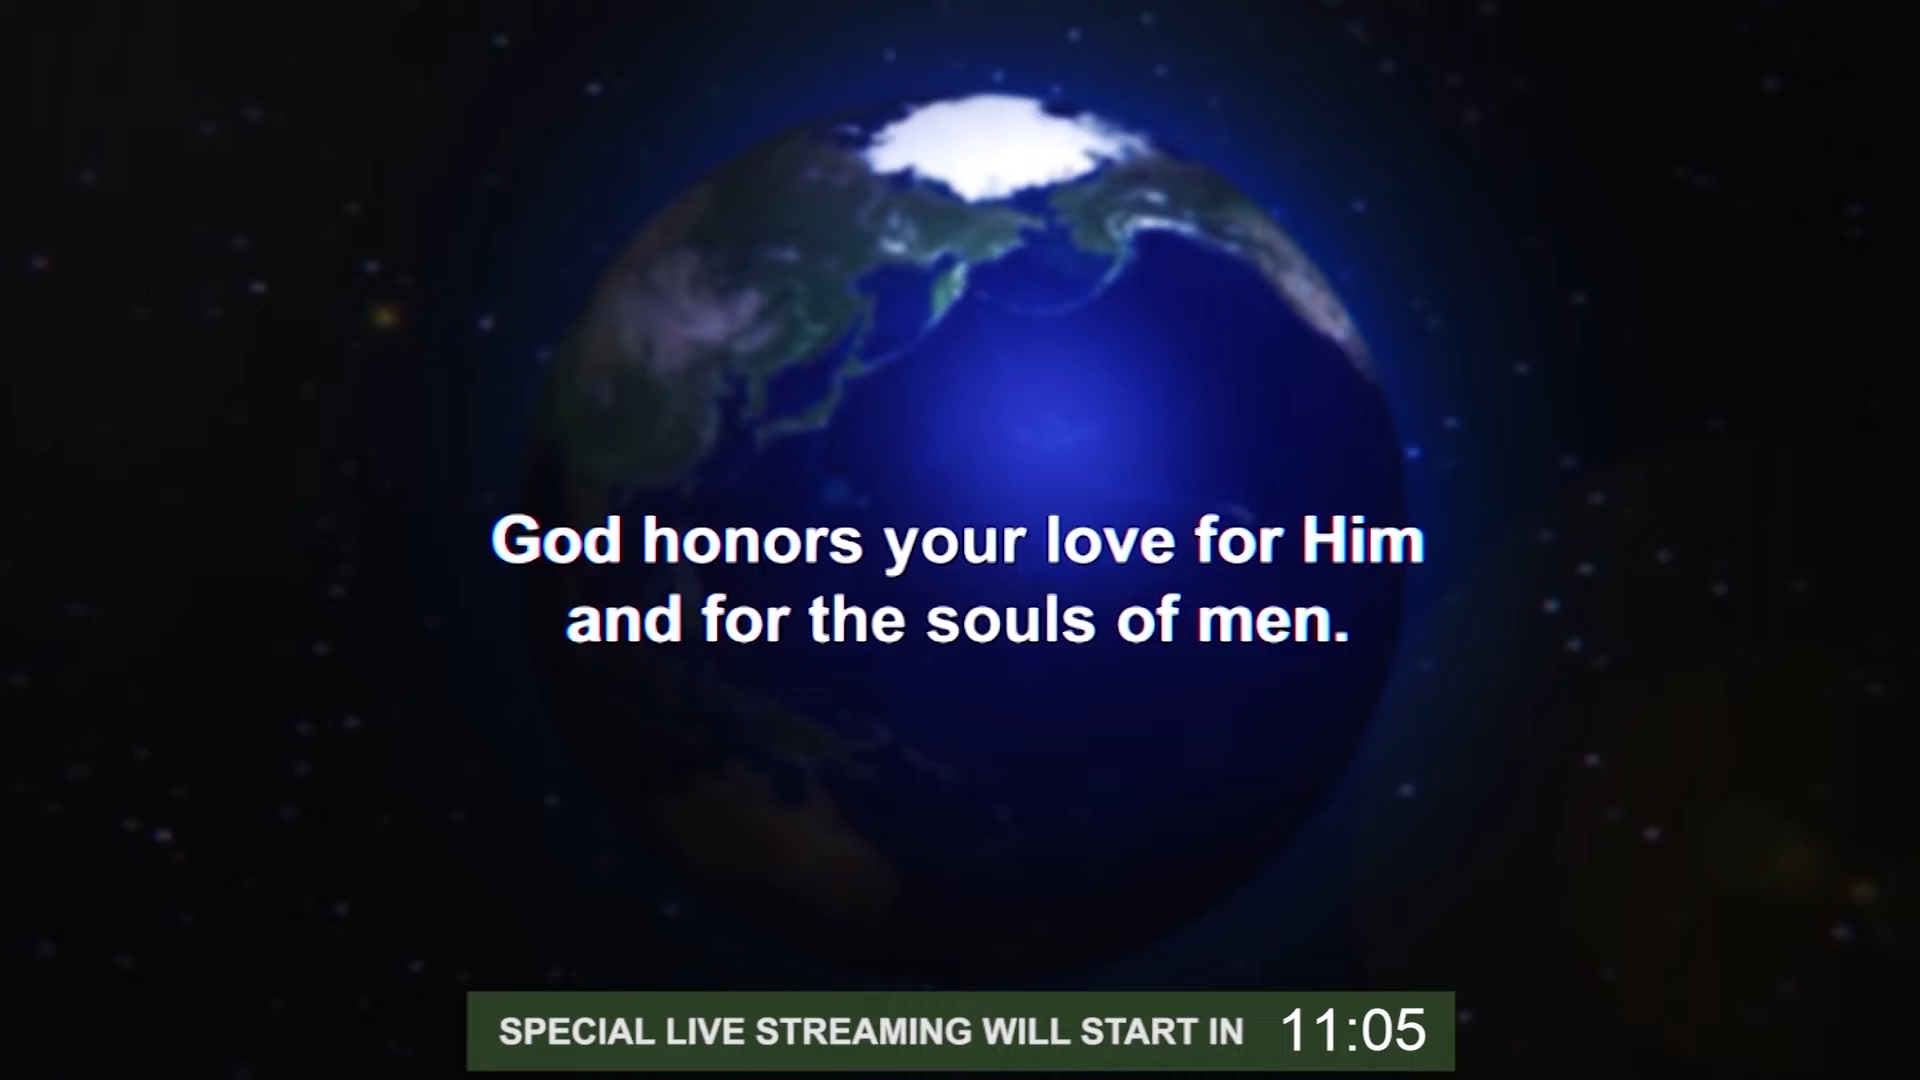 God honors your love for Him
and for the souls of men.
SPECIAL LIVE STREAMING WILL START IN 11:05